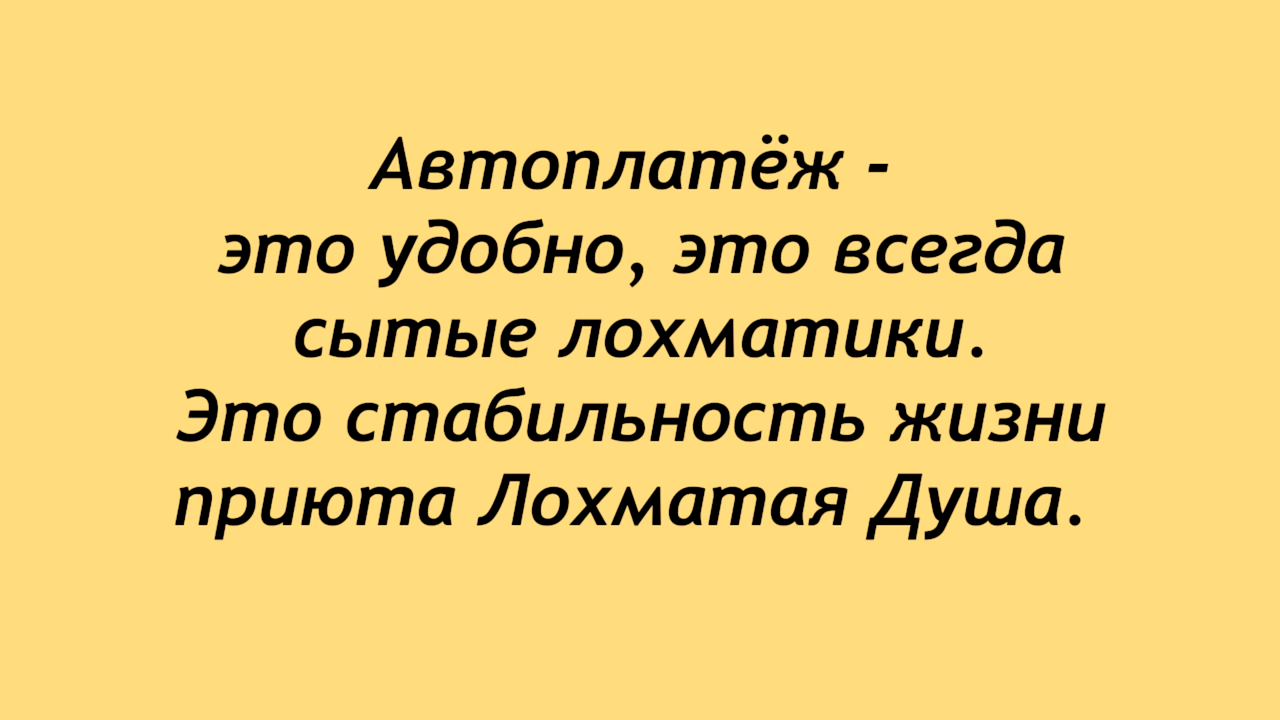 Автоплатёж -
это удобно, это всегда
сытые лохматики.
Это стабильность жизни
приюта Лохматая Душа.